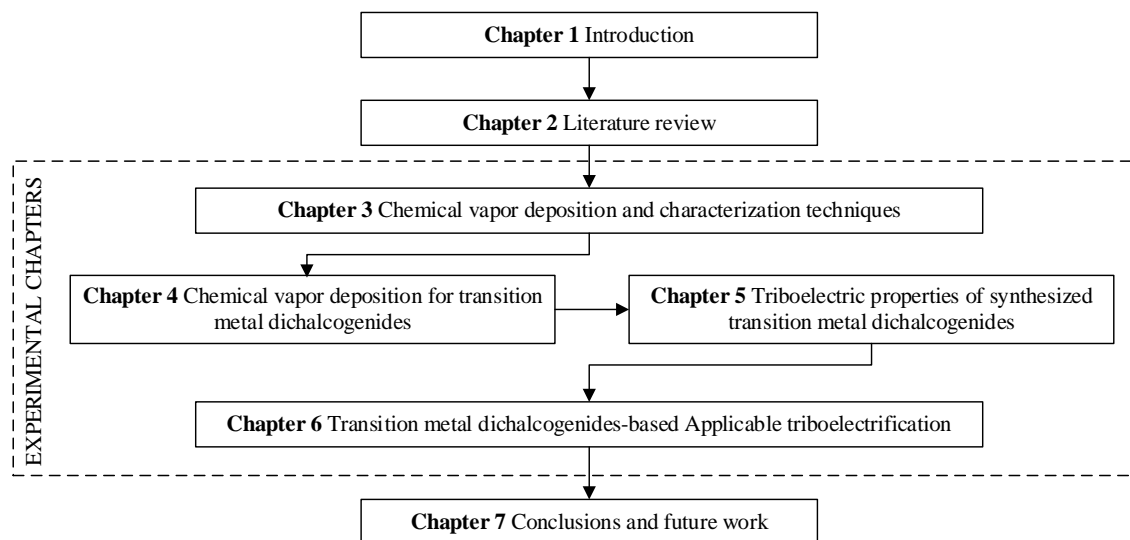 Chapter 1 Introduction
Chapter 2 Literature review
EXPERIMENTAL CHAPTERS
Chapter 3 Chemical vapor deposition and characterization techniques
Chapter 4 Chemical vapor deposition for transition
metal dichalcogenides
Chapter 5 Triboelectric properties of synthesized
transition metal dichalcogenides
Chapter 6 Transition metal dichalcogenides-based Applicable triboelectrification
Chapter 7 Conclusions and future work